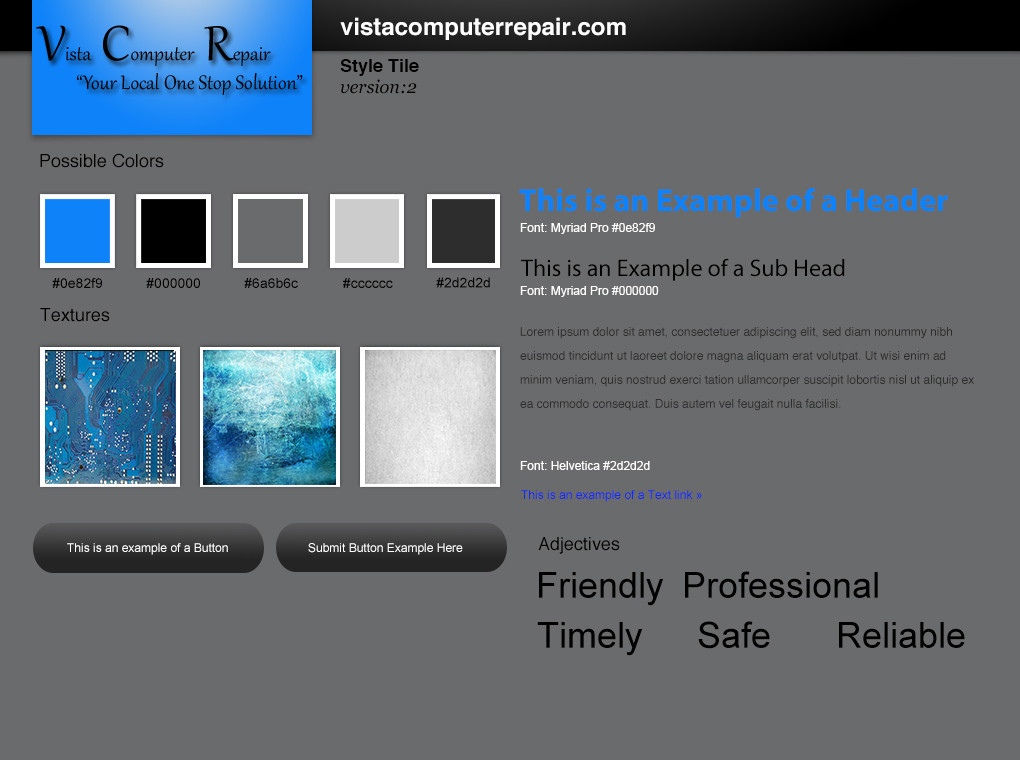 Vista Computer Repair
“Your Local One Stop Solution”
vistacomputerrepair.com
Style Tile
version:2
Possible Colors
#0e82f9
#000000
#6a6b6c
#cccccc
#2d2d2d
Textures
This is an example of a Button
Submit Button Example Here
This is an Example of a Header
Font: Myriad Pro #0e82f9
This is an Example of a Sub Head
Font: Myriad Pro #000000
Lorem ipsum dolor sit amet, consectetuer adipiscing elit, sed diam nonummy nibh
euismod tincidunt ut laoreet dolore magna aliquam erat volutpat. Ut wisi enim ad
minim veniam, quis nostrud exerci tation ullamcorper suscipit lobortis nisl ut aliquip ex
ea commodo consequat. Duis autem vel feugait nulla facilisi.
Font: Helvetica #2d2d2d
This is an example of a Text link »
Adjectives
Friendly Professional
Timely Safe Reliable